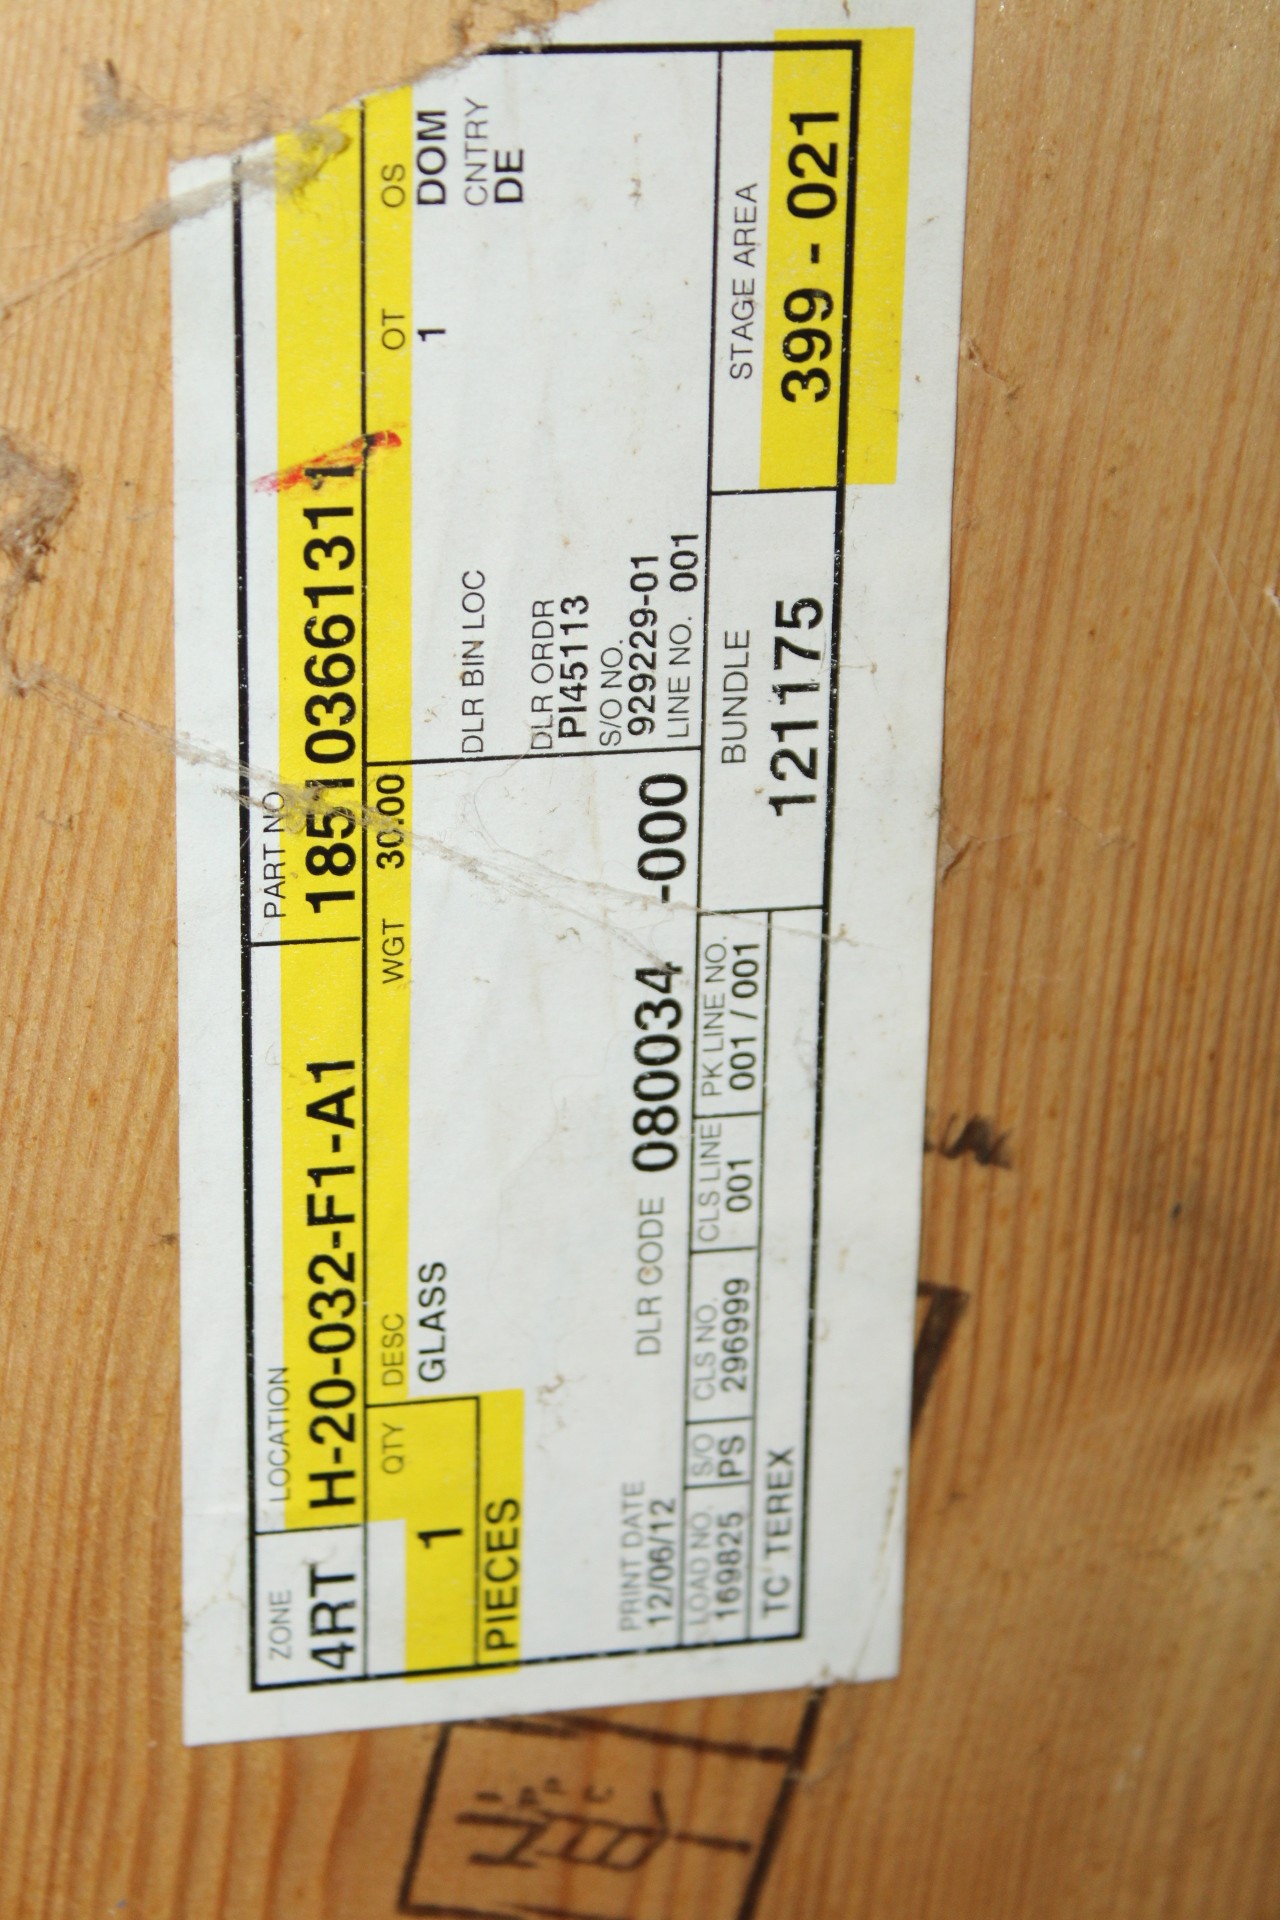 ZONE LOCATION PART NO
4RT H-20-032-F1-A1 18510366131 1
QTY DESC WGT 30.00 OT OS
1 GLASS 1 DOM
PIECES DLR BIN LOC CNTRY
DE
DLR ORDR
PI45113
PRINT DATE S/O NO.
12/06/12 DLR CODE 080034 -000 929229-01
LINE NO. 001
LOAD NO. S/O CLS NO. CLS LINE PK LINE NO. BUNDLE STAGE AREA
169825 PS 296999 001 001 / 001 121175 399 - 021
TC TEREX
IPPC